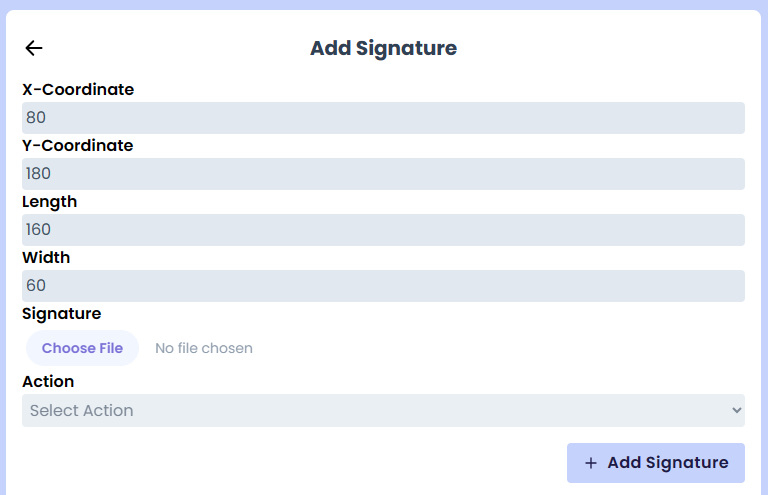 Add Signature
X-Coordinate
80
Y-Coordinate
180
Length
160
Width
60
Signature
Choose File No file chosen
Action
Select Action
+ Add Signature